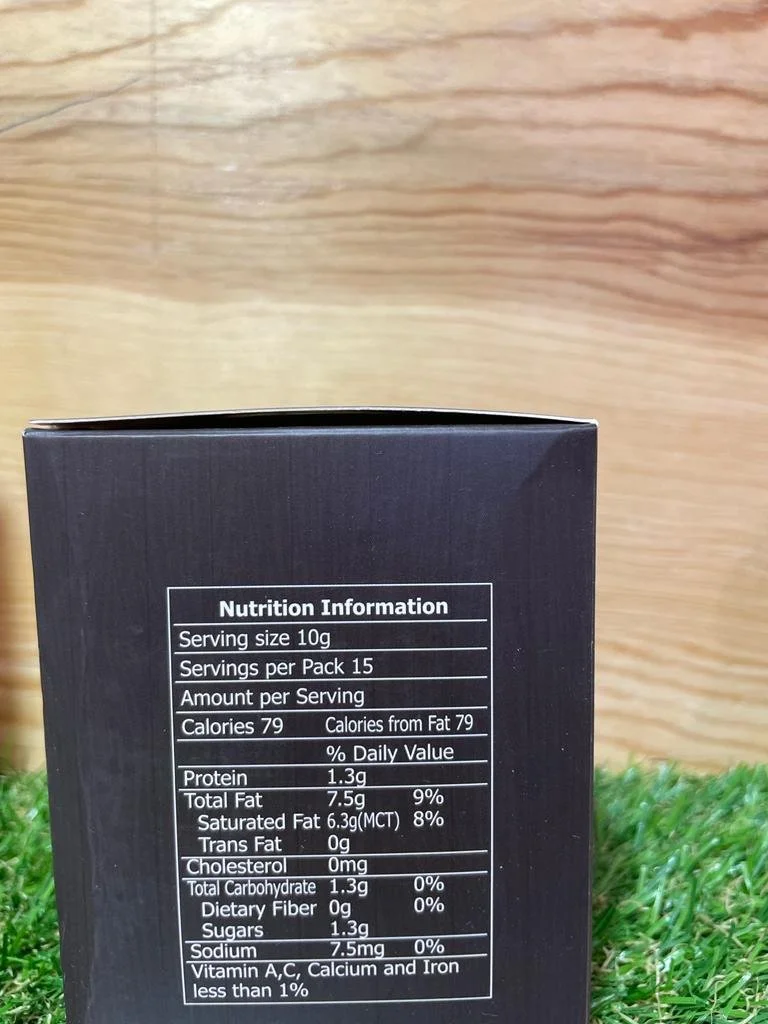 Nutrition Information
Serving size 10g
Servings per Pack 15
Amount per Serving
Calories 79 Calories from Fat 79
% Daily Value
Protein 1.3g
Total Fat 7.5g 9%
Saturated Fat 6.3g(MCT) 8%
Trans Fat 0g
Cholesterol 0mg
Total Carbohydrate 1.3g 0%
Dietary Fiber 0g 0%
Sugars 1.3g
Sodium 7.5mg 0%
Vitamin A,C, Calcium and Iron
less than 1%